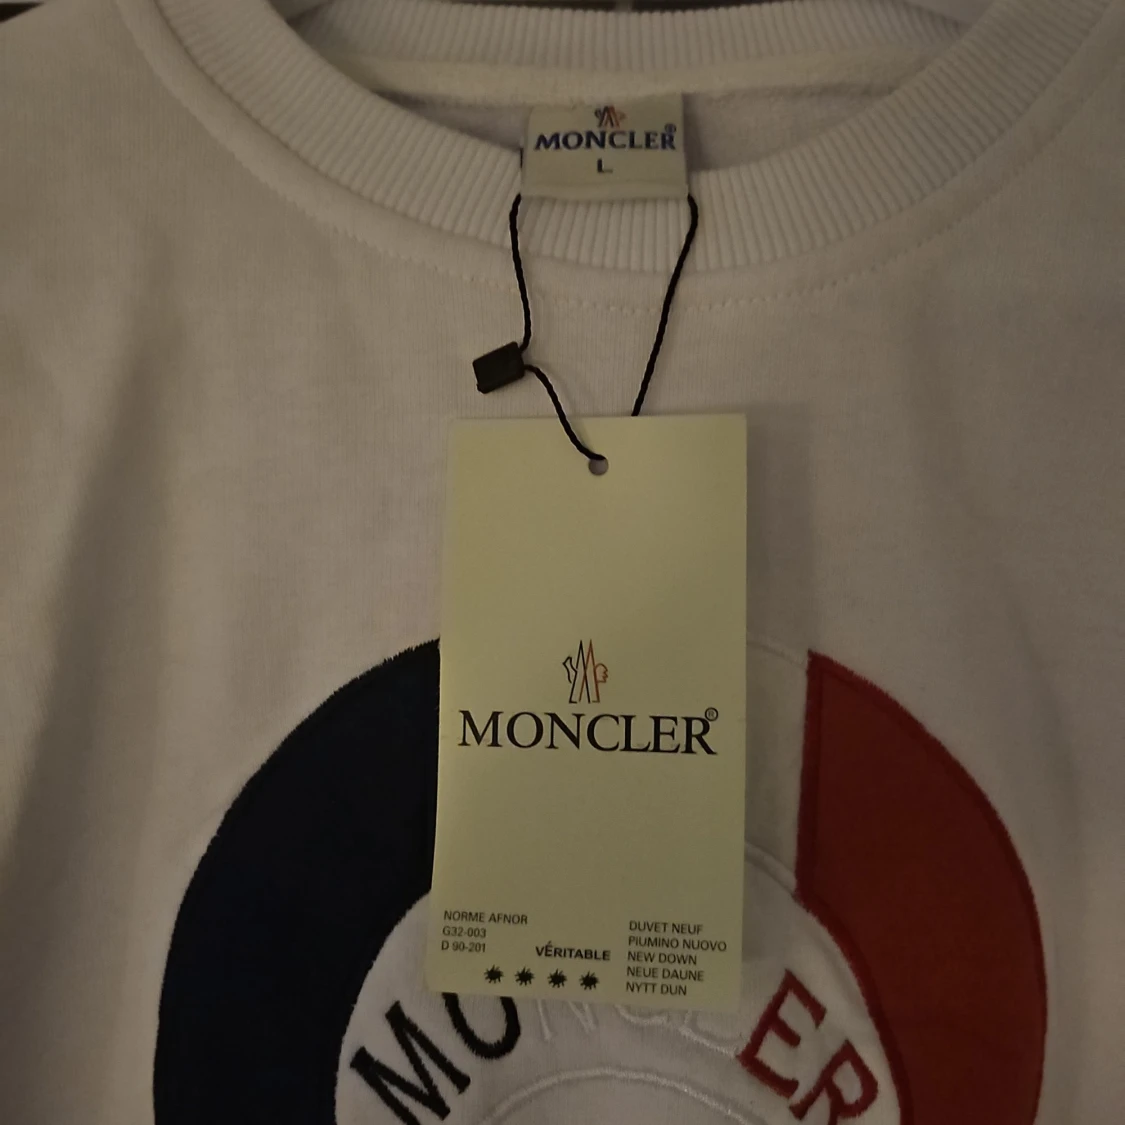 MONCLER®
L
MONCLER®
NORME AFNOR
G32-003
D 90-201
VÉRITABLE
DUVET NEUF
PIUMINO NUOVO
NEW DOWN
NEUE DAUNE
NYTT DUN
MONCLER